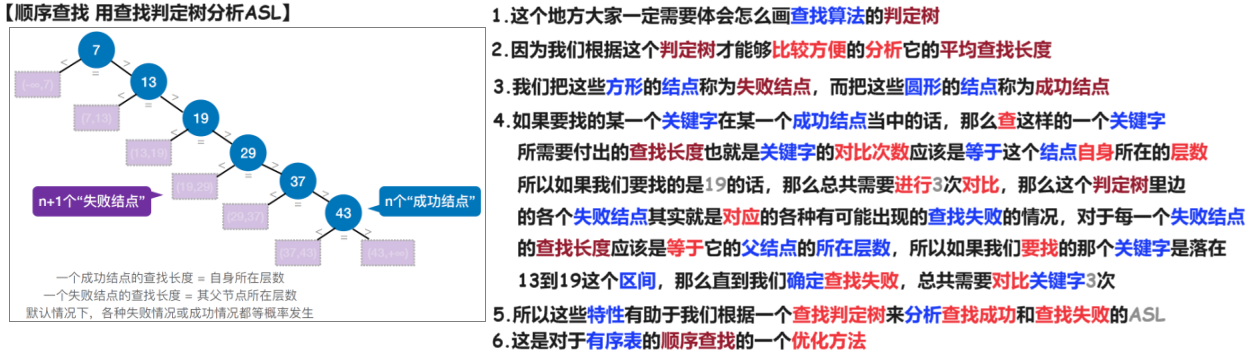 【顺序查找 用查找判定树分析ASL】
7
< = >
(-∞,7)
13
< = >
(7,13)
19
< = >
(13,19)
29
< = >
(19,29)
37
< = >
(29,37)
43
< = >
(37,43)
(43,+∞)
n+1个“失败结点”
n个“成功结点”
一个成功结点的查找长度 = 自身所在层数
一个失败结点的查找长度 = 其父节点所在层数
默认情况下，各种失败情况或成功情况都等概率发生
1.这个地方大家一定需要体会怎么画查找算法的判定树
2.因为我们根据这个判定树才能够比较方便的分析它的平均查找长度
3.我们把这些方形的结点称为失败结点，而把这些圆形的结点称为成功结点
4.如果要找的某一个关键字在某一个成功结点当中的话，那么查这样的一个关键字
所需要付出的查找长度也就是关键字的对比次数应该是等于这个结点自身所在的层数
所以如果我们要找的是19的话，那么总共需要进行3次对比，那么这个判定树里边
的各个失败结点其实就是对应的各种有可能出现的查找失败的情况，对于每一个失败结点
的查找长度应该是等于它的父结点的所在层数，所以如果我们要找的那个关键字是落在
13到19这个区间，那么直到我们确定查找失败，总共需要对比关键字3次
5.所以这些特性有助于我们根据一个查找判定树来分析查找成功和查找失败的ASL
6.这是对于有序表的顺序查找的一个优化方法